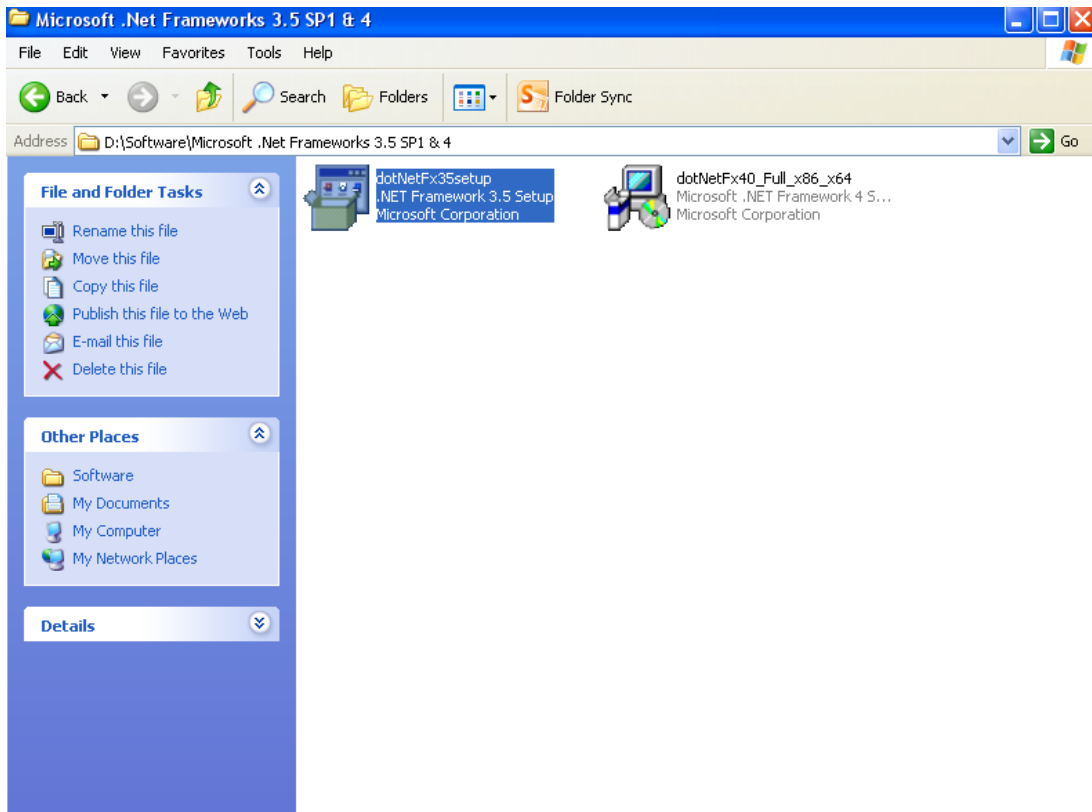 Microsoft .Net Frameworks 3.5 SP1 & 4
File Edit View Favorites Tools Help
Back Search Folders Folder Sync
Address D:\Software\Microsoft .Net Frameworks 3.5 SP1 & 4 Go
File and Folder Tasks
Rename this file
Move this file
Copy this file
Publish this file to the Web
E-mail this file
Delete this file
Other Places
Software
My Documents
My Computer
My Network Places
Details
dotNetFx35setup
.NET Framework 3.5 Setup
Microsoft Corporation
dotNetFx40_Full_x86_x64
Microsoft .NET Framework 4 S...
Microsoft Corporation